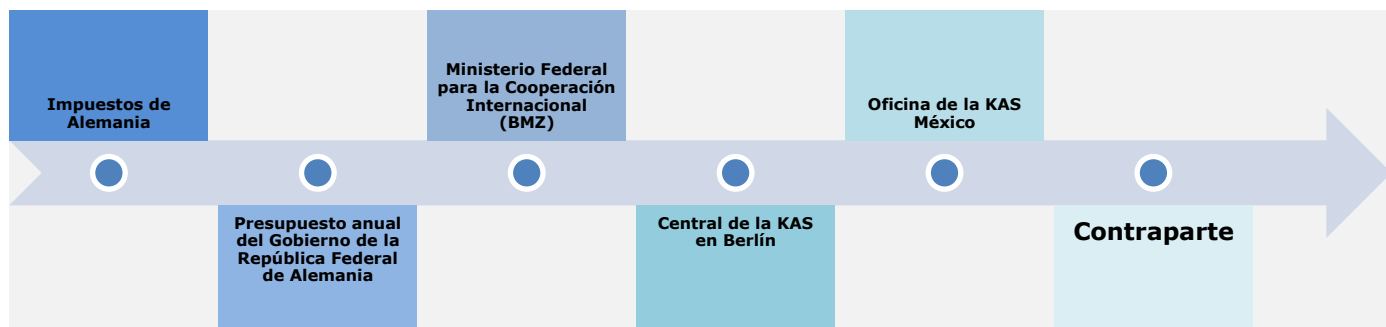 Impuestos de
Alemania
Presupuesto anual
del Gobierno de la
República Federal
de Alemania
Ministerio Federal
para la Cooperación
Internacional
(BMZ)
Central de la KAS
en Berlín
Oficina de la KAS
México
Contraparte